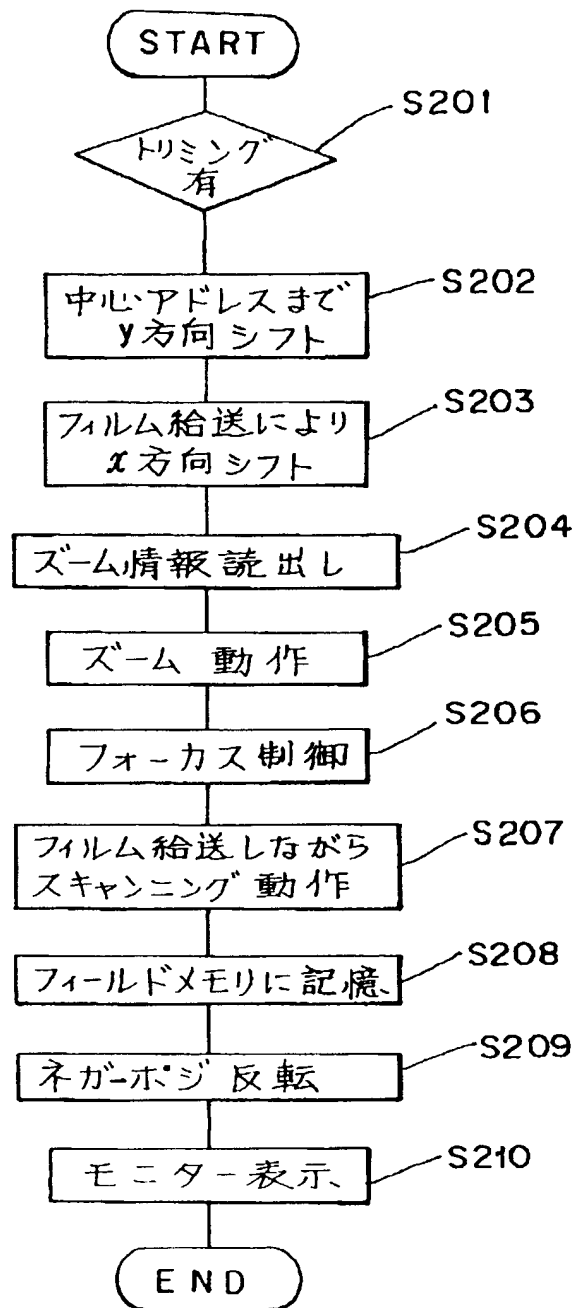 START
S201
トリミング
有
S202
中心アドレスまで
y方向シフト
S203
フィルム給送により
x方向シフト
S204
ズーム情報読出し
S205
ズーム動作
S206
フォーカス制御
S207
フィルム給送しながら
スキャンニング動作
S208
フィールドメモリに記憶
S209
ネガーポジ反転
S210
モニター表示
END